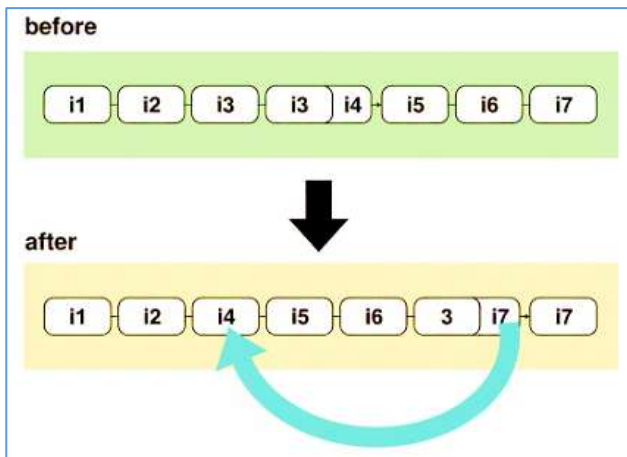 before
i1 i2 i3 i3 i4 i5 i6 i7
after
i1 i2 i4 i5 i6 3 i7 i7